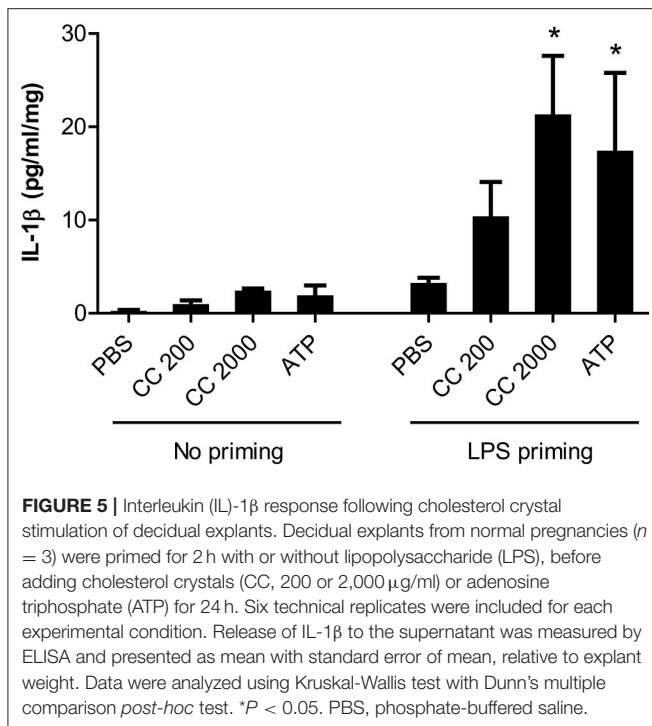 30
20
10
0
IL-1β (pg/ml/mg)
* *
PBS CC 200 CC 2000 ATP PBS CC 200 CC 2000 ATP
No priming LPS priming
FIGURE 5 | Interleukin (IL)-1β response following cholesterol crystal
stimulation of decidual explants. Decidual explants from normal pregnancies (n
= 3) were primed for 2 h with or without lipopolysaccharide (LPS), before
adding cholesterol crystals (CC, 200 or 2,000 μg/ml) or adenosine
triphosphate (ATP) for 24 h. Six technical replicates were included for each
experimental condition. Release of IL-1β to the supernatant was measured by
ELISA and presented as mean with standard error of mean, relative to explant
weight. Data were analyzed using Kruskal-Wallis test with Dunn's multiple
comparison post-hoc test. *P < 0.05. PBS, phosphate-buffered saline.